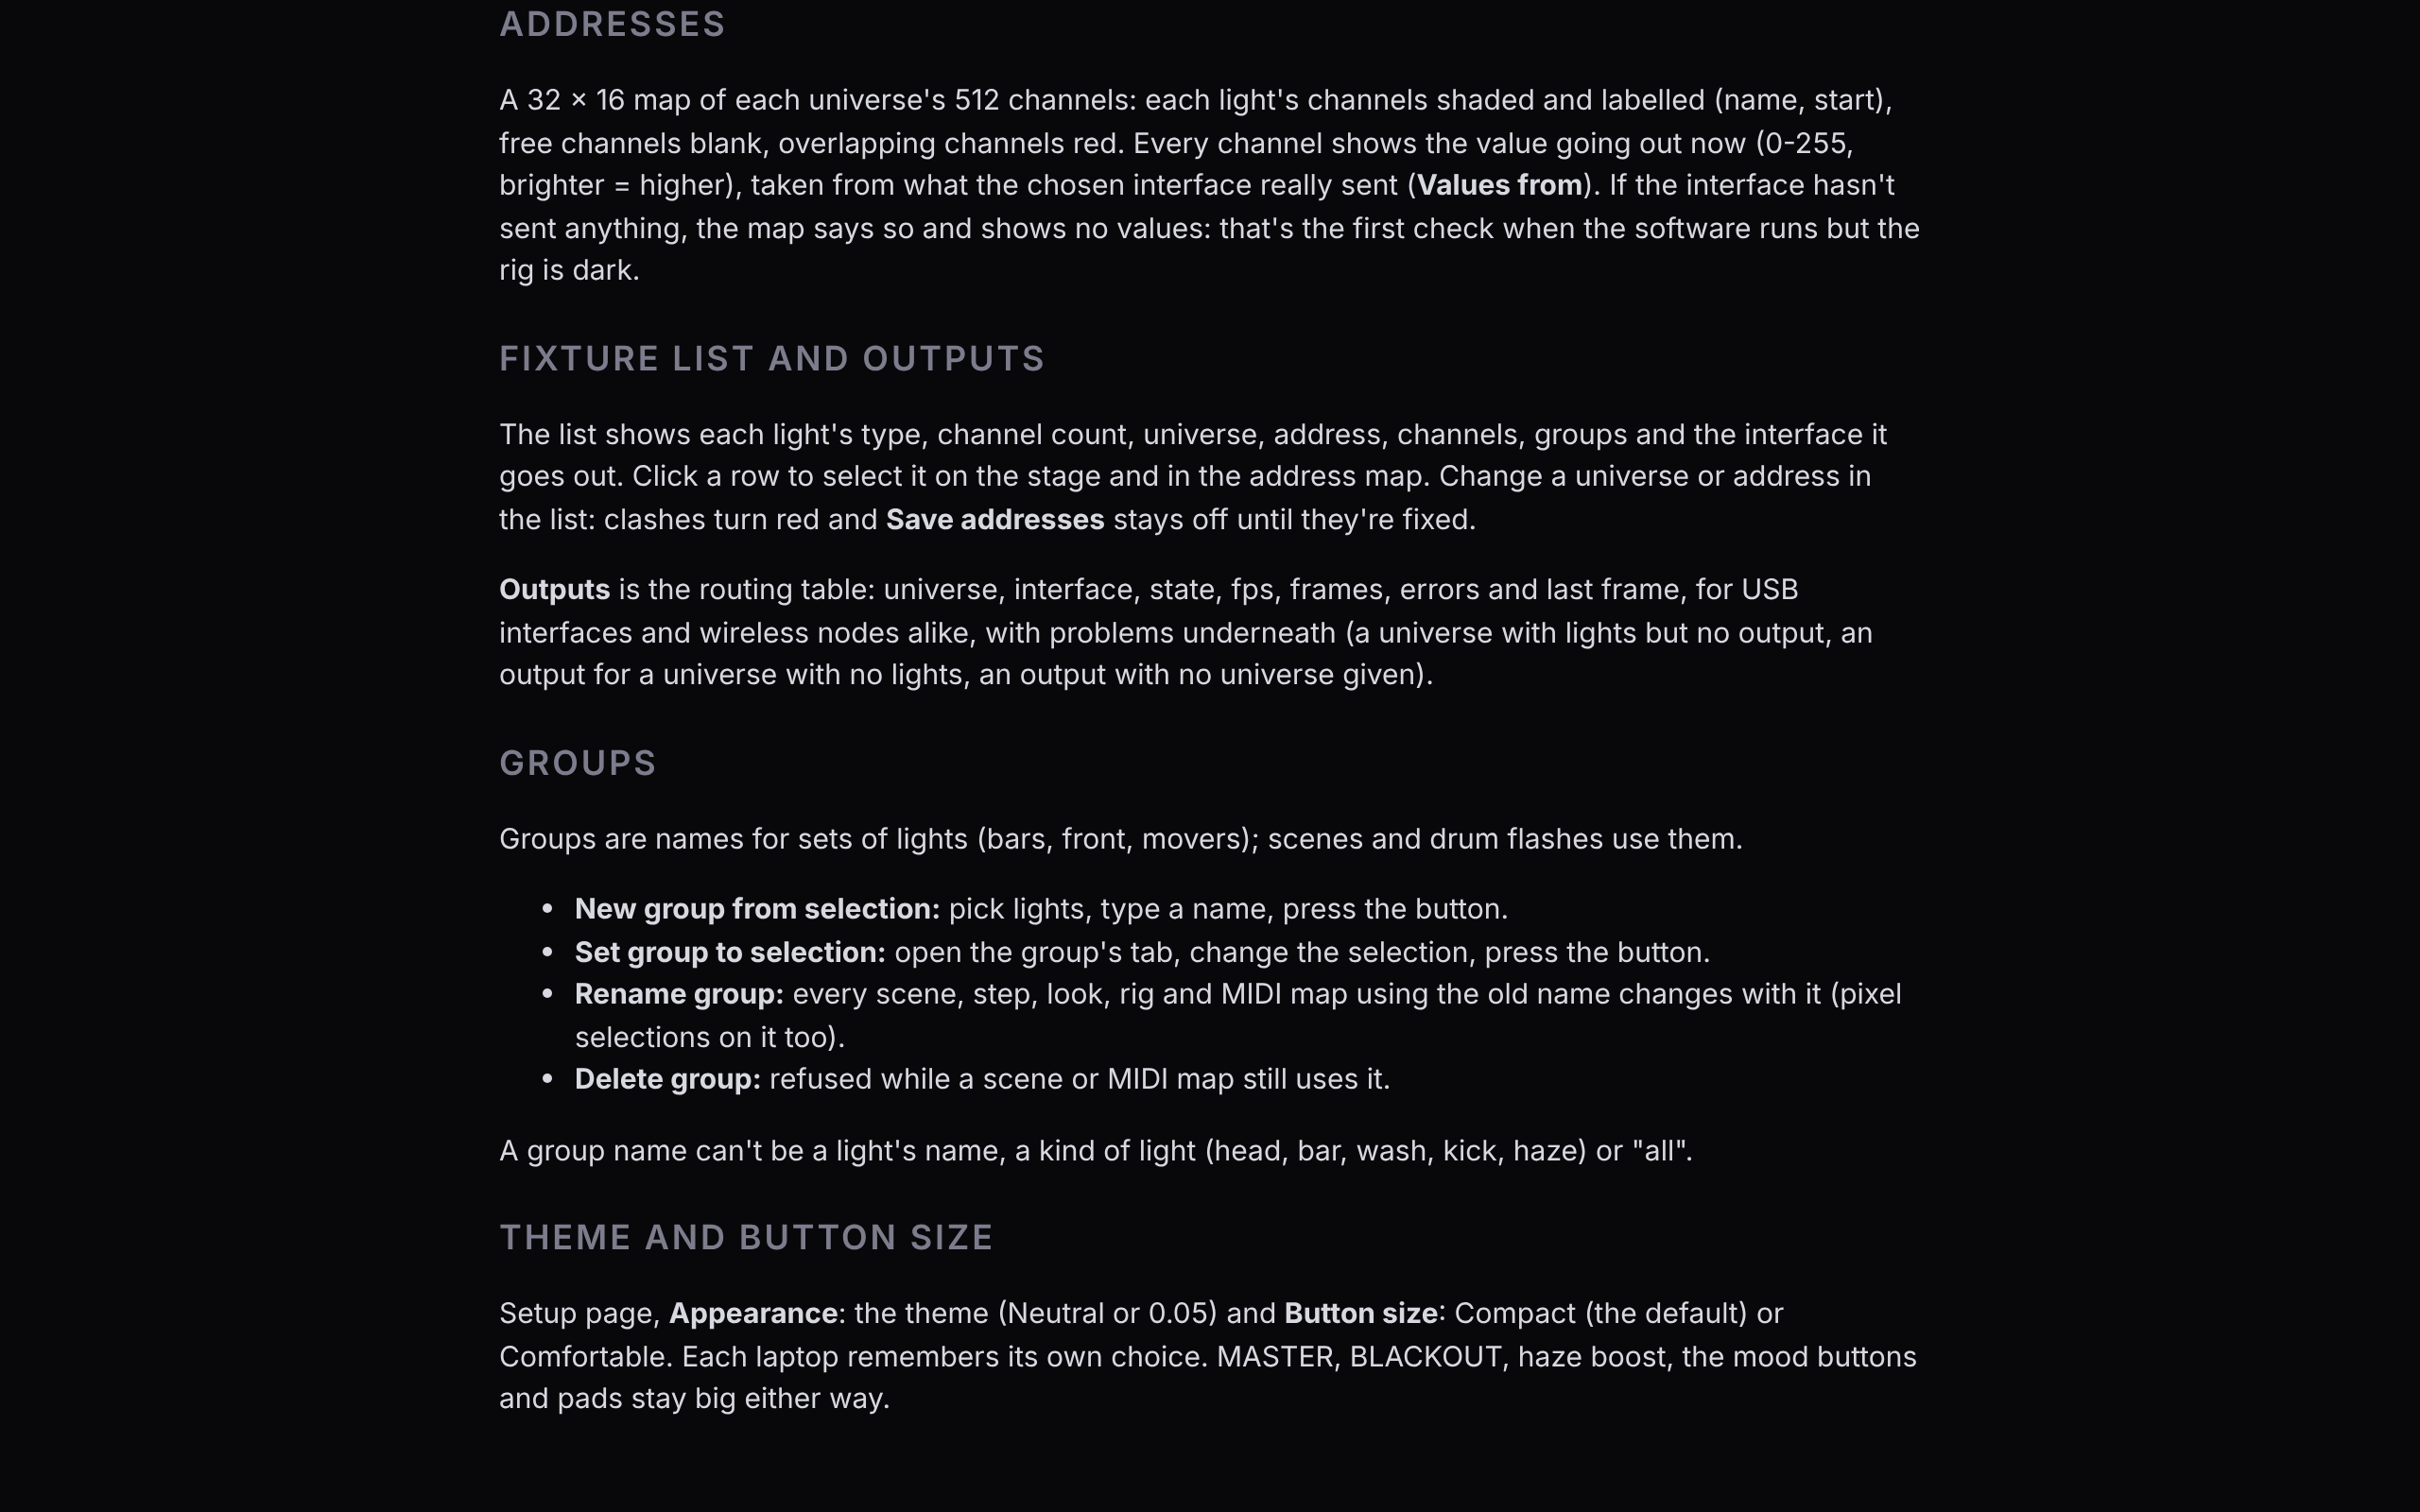 ADDRESSES
A 32 × 16 map of each universe's 512 channels: each light's channels shaded and labelled (name, start),
free channels blank, overlapping channels red. Every channel shows the value going out now (0-255,
brighter = higher), taken from what the chosen interface really sent (Values from). If the interface hasn't
sent anything, the map says so and shows no values: that's the first check when the software runs but the
rig is dark.
FIXTURE LIST AND OUTPUTS
The list shows each light's type, channel count, universe, address, channels, groups and the interface it
goes out. Click a row to select it on the stage and in the address map. Change a universe or address in
the list: clashes turn red and Save addresses stays off until they're fixed.
Outputs is the routing table: universe, interface, state, fps, frames, errors and last frame, for USB
interfaces and wireless nodes alike, with problems underneath (a universe with lights but no output, an
output for a universe with no lights, an output with no universe given).
GROUPS
Groups are names for sets of lights (bars, front, movers); scenes and drum flashes use them.
• New group from selection: pick lights, type a name, press the button.
• Set group to selection: open the group's tab, change the selection, press the button.
• Rename group: every scene, step, look, rig and MIDI map using the old name changes with it (pixel
selections on it too).
• Delete group: refused while a scene or MIDI map still uses it.
A group name can't be a light's name, a kind of light (head, bar, wash, kick, haze) or "all".
THEME AND BUTTON SIZE
Setup page, Appearance: the theme (Neutral or 0.05) and Button size: Compact (the default) or
Comfortable. Each laptop remembers its own choice. MASTER, BLACKOUT, haze boost, the mood buttons
and pads stay big either way.